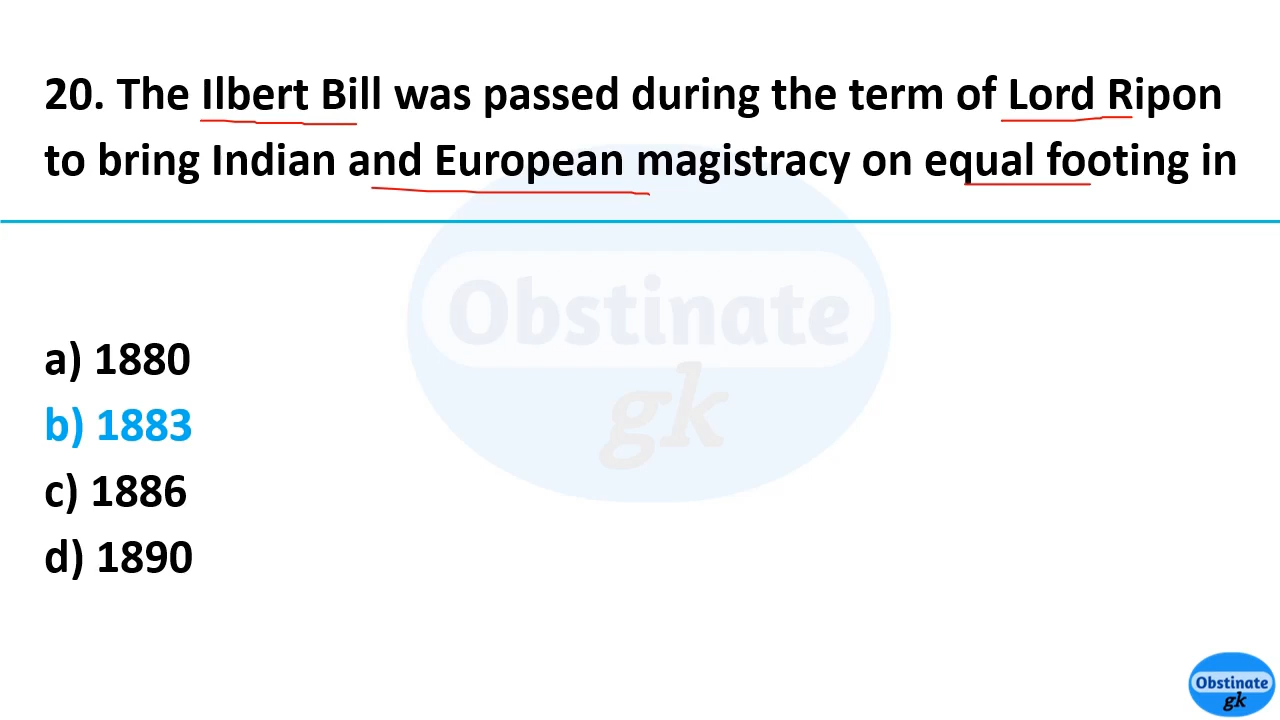 20. The Ilbert Bill was passed during the term of Lord Ripon
to bring Indian and European magistracy on equal footing in
Obstinate
gk
a) 1880
b) 1883
c) 1886
d) 1890
Obstinate
gk